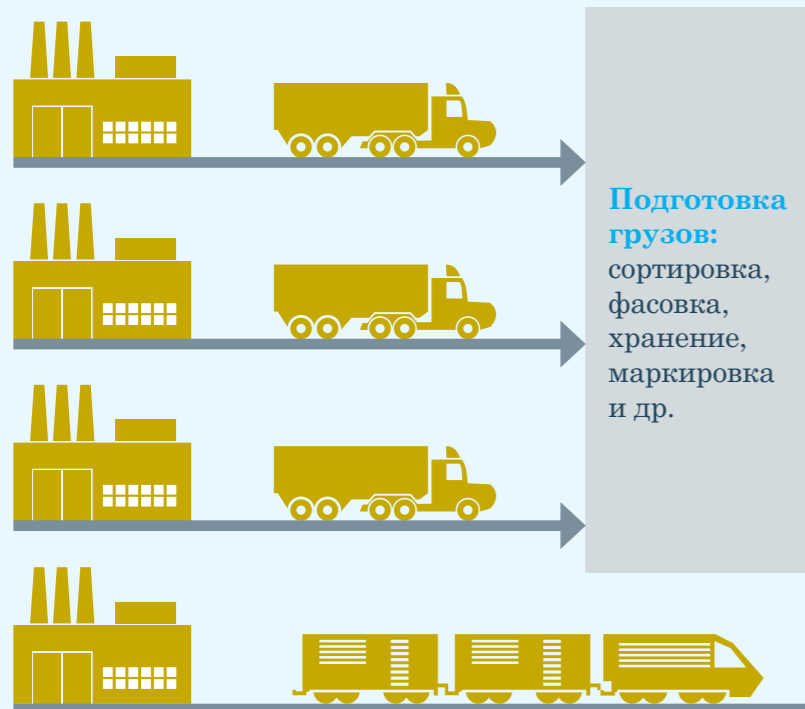 Подготовка
грузов:
сортировка,
фасовка,
хранение,
маркировка
и др.